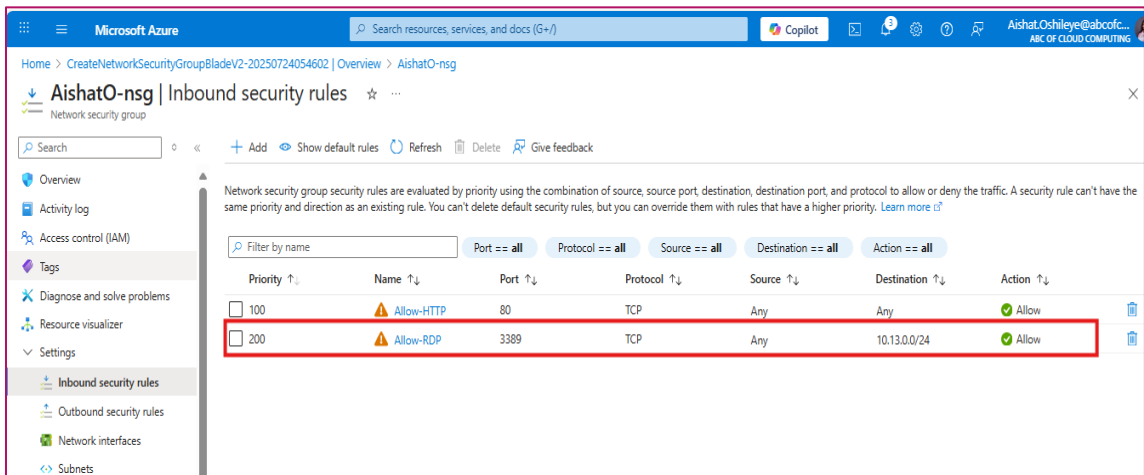 Microsoft Azure
Search resources, services, and docs (G+/)
Copilot
3
Aishat.Oshileye@abcofc...
ABC OF CLOUD COMPUTING
Home > CreateNetworkSecurityGroupBladeV2-20250724054602 | Overview > AishatO-nsg
AishatO-nsg | Inbound security rules
Network security group
Search
+ Add Show default rules Refresh Delete Give feedback
Overview
Activity log
Access control (IAM)
Tags
Diagnose and solve problems
Resource visualizer
Settings
Inbound security rules
Outbound security rules
Network interfaces
Subnets
Network security group security rules are evaluated by priority using the combination of source, source port, destination, destination port, and protocol to allow or deny the traffic. A security rule can't have the
same priority and direction as an existing rule. You can't delete default security rules, but you can override them with rules that have a higher priority. Learn more
Filter by name Port == all Protocol == all Source == all Destination == all Action == all
Priority Name Port Protocol Source Destination Action
100 Allow-HTTP 80 TCP Any Any Allow
200 Allow-RDP 3389 TCP Any 10.13.0.0/24 Allow